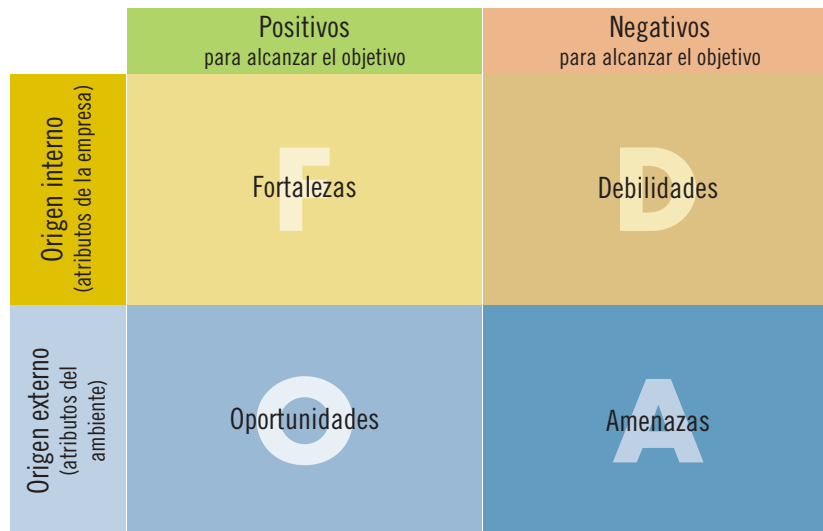 Positivos
para alcanzar el objetivo
Negativos
para alcanzar el objetivo
Origen interno
(atributos de la empresa)
F
Fortalezas
D
Debilidades
Origen externo
(atributos del
ambiente)
O
Oportunidades
A
Amenazas